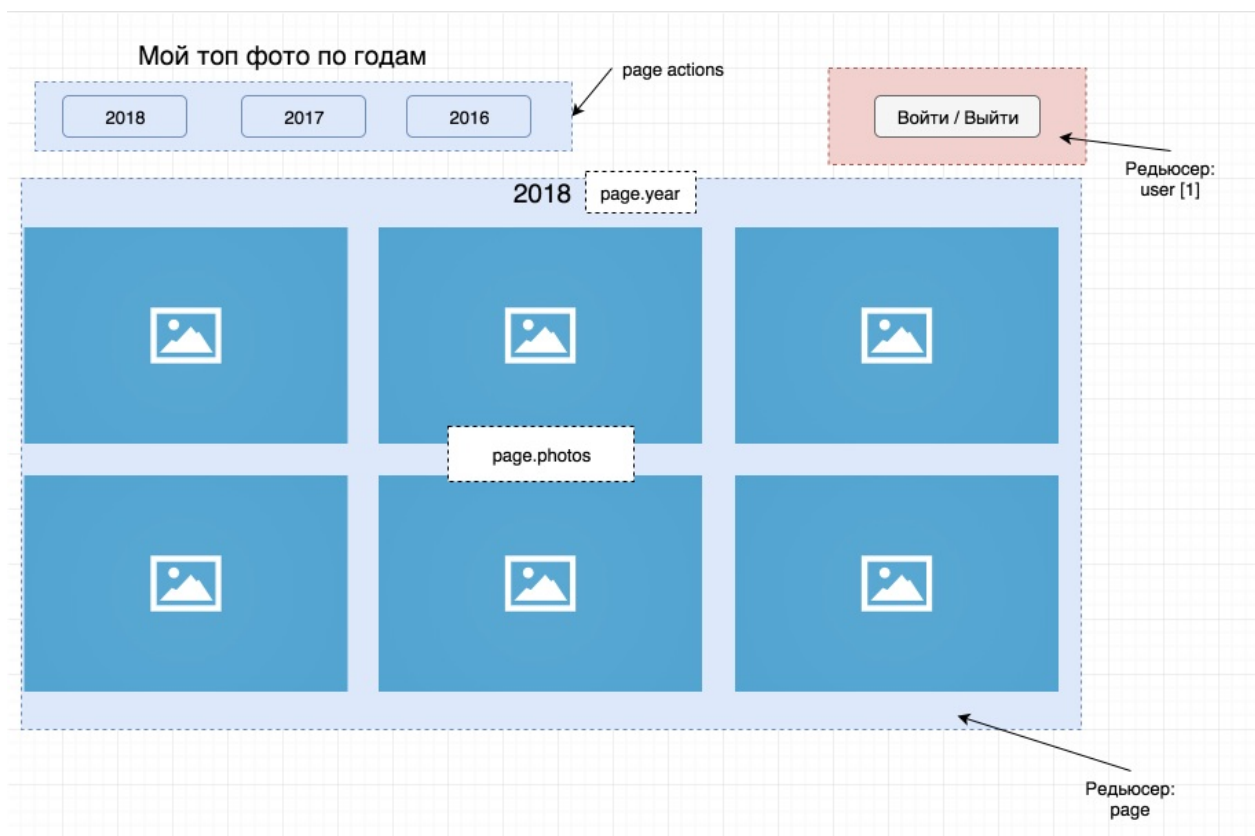 Мой топ фото по годам
page actions
2018
2017
2016
Войти / Выйти
Редьюсер:
user [1]
2018
page.year
page.photos
Редьюсер:
page